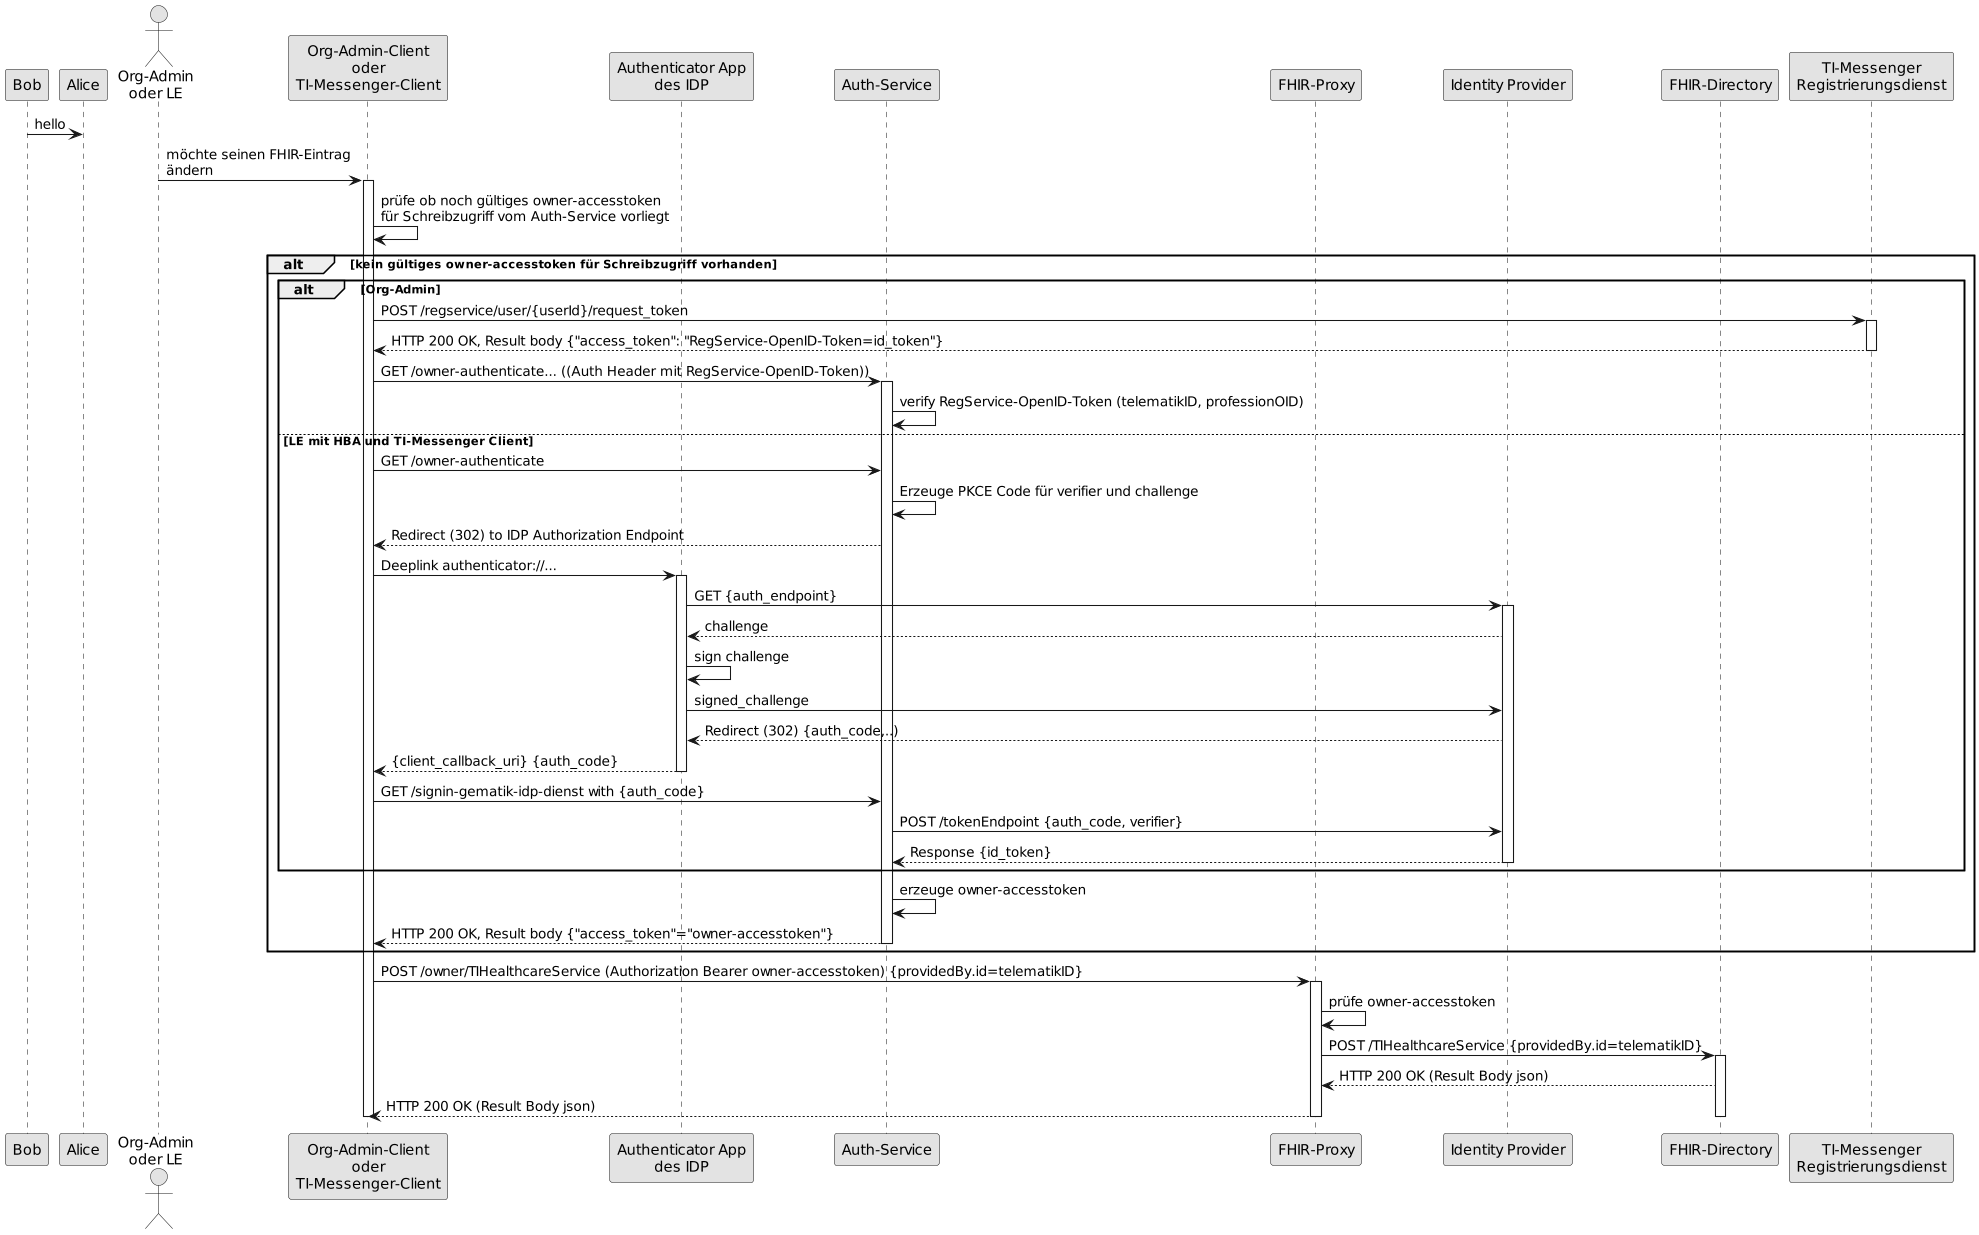 Org-Admin
oder LE
Org-Admin-Client
oder
TI-Messenger-Client
Authenticator App
des IDP
TI-Messenger
Registrierungsdienst
Bob
Alice
Auth-Service
FHIR-Proxy
Identity Provider
FHIR-Directory
hello
möchte seinen FHIR-Eintrag
ändern
prüfe ob noch gültiges owner-accesstoken
für Schreibzugriff vom Auth-Service vorliegt
alt [kein gültiges owner-accesstoken für Schreibzugriff vorhanden]
alt [Org-Admin]
POST /regservice/user/{userId}/request_token
HTTP 200 OK, Result body {"access_token": "RegService-OpenID-Token=id_token"}
GET /owner-authenticate... ((Auth Header mit RegService-OpenID-Token))
verify RegService-OpenID-Token (telematikID, professionOID)
[LE mit HBA und TI-Messenger Client]
GET /owner-authenticate
Erzeuge PKCE Code für verifier und challenge
Redirect (302) to IDP Authorization Endpoint
Deeplink authenticator://...
GET {auth_endpoint}
challenge
sign challenge
signed_challenge
Redirect (302) {auth_code,..)
{client_callback_uri} {auth_code}
GET /signin-gematik-idp-dienst with {auth_code}
POST /tokenEndpoint {auth_code, verifier}
Response {id_token}
erzeuge owner-accesstoken
HTTP 200 OK, Result body {"access_token"="owner-accesstoken"}
POST /owner/TIHealthcareService (Authorization Bearer owner-accesstoken) {providedBy.id=telematikID}
prüfe owner-accesstoken
POST /TIHealthcareService {providedBy.id=telematikID}
HTTP 200 OK (Result Body json)
HTTP 200 OK (Result Body json)
Bob
Alice
Org-Admin
oder LE
Org-Admin-Client
oder
TI-Messenger-Client
Authenticator App
des IDP
Auth-Service
FHIR-Proxy
Identity Provider
FHIR-Directory
TI-Messenger
Registrierungsdienst